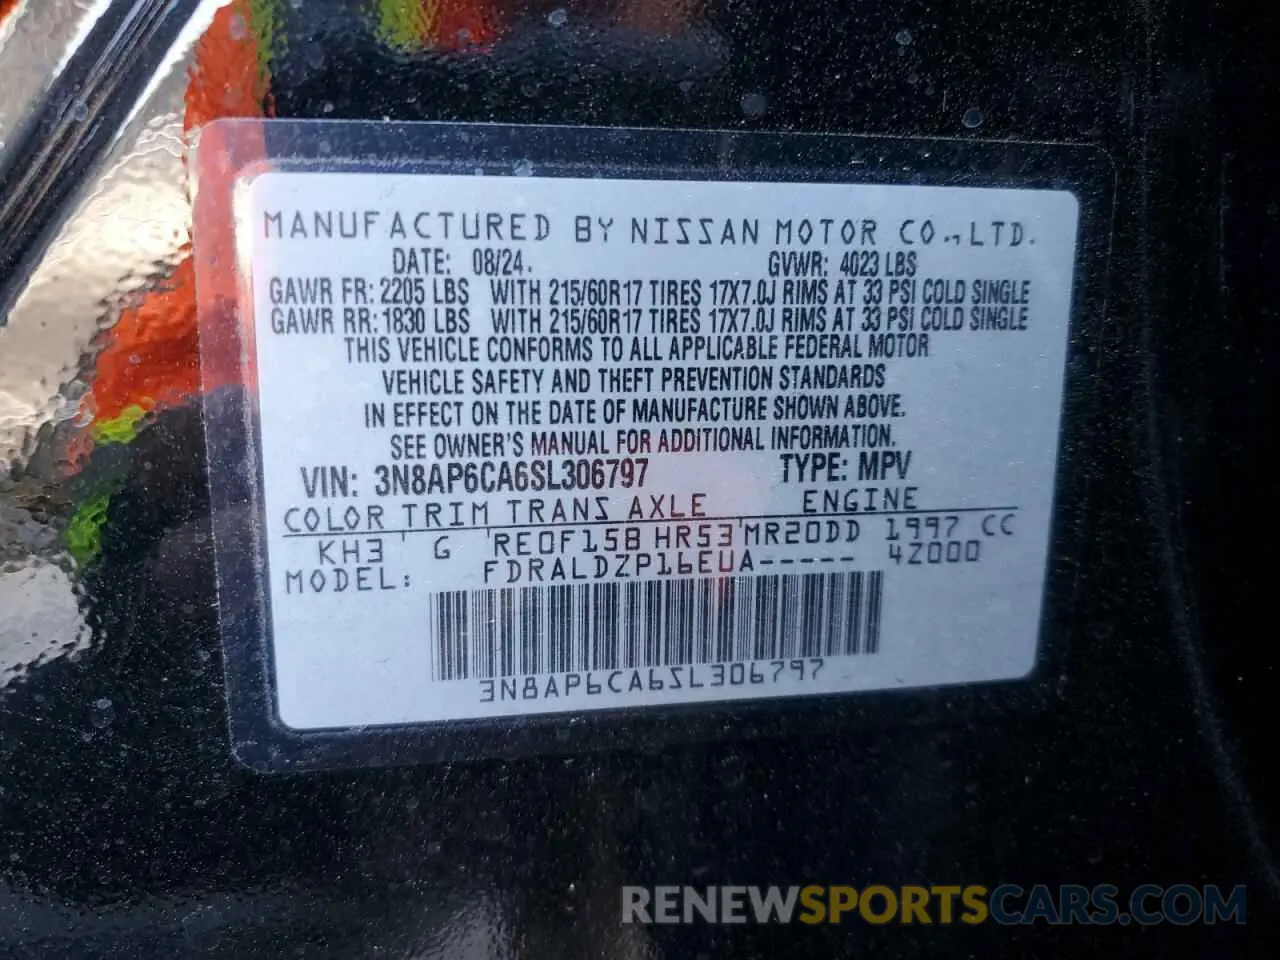 MANUFACTURED BY NISSAN MOTOR CO.,LTD.
DATE: 08/24. GVWR: 4023 LBS
GAWR FR: 2205 LBS WITH 215/60R17 TIRES 17X7.0J RIMS AT 33 PSI COLD SINGLE
GAWR RR: 1830 LBS WITH 215/60R17 TIRES 17X7.0J RIMS AT 33 PSI COLD SINGLE
THIS VEHICLE CONFORMS TO ALL APPLICABLE FEDERAL MOTOR
VEHICLE SAFETY AND THEFT PREVENTION STANDARDS
IN EFFECT ON THE DATE OF MANUFACTURE SHOWN ABOVE.
SEE OWNER'S MANUAL FOR ADDITIONAL INFORMATION.
VIN: 3N8AP6CA6SL306797 TYPE: MPV
COLOR TRIM TRANS AXLE ENGINE
KH3 G RE0F15B HR53 MR20DD 1997 CC
MODEL: FDRALDZP16EUA----- 4Z000
3N8AP6CA6SL306797
RENEWSPORTSCARS.COM